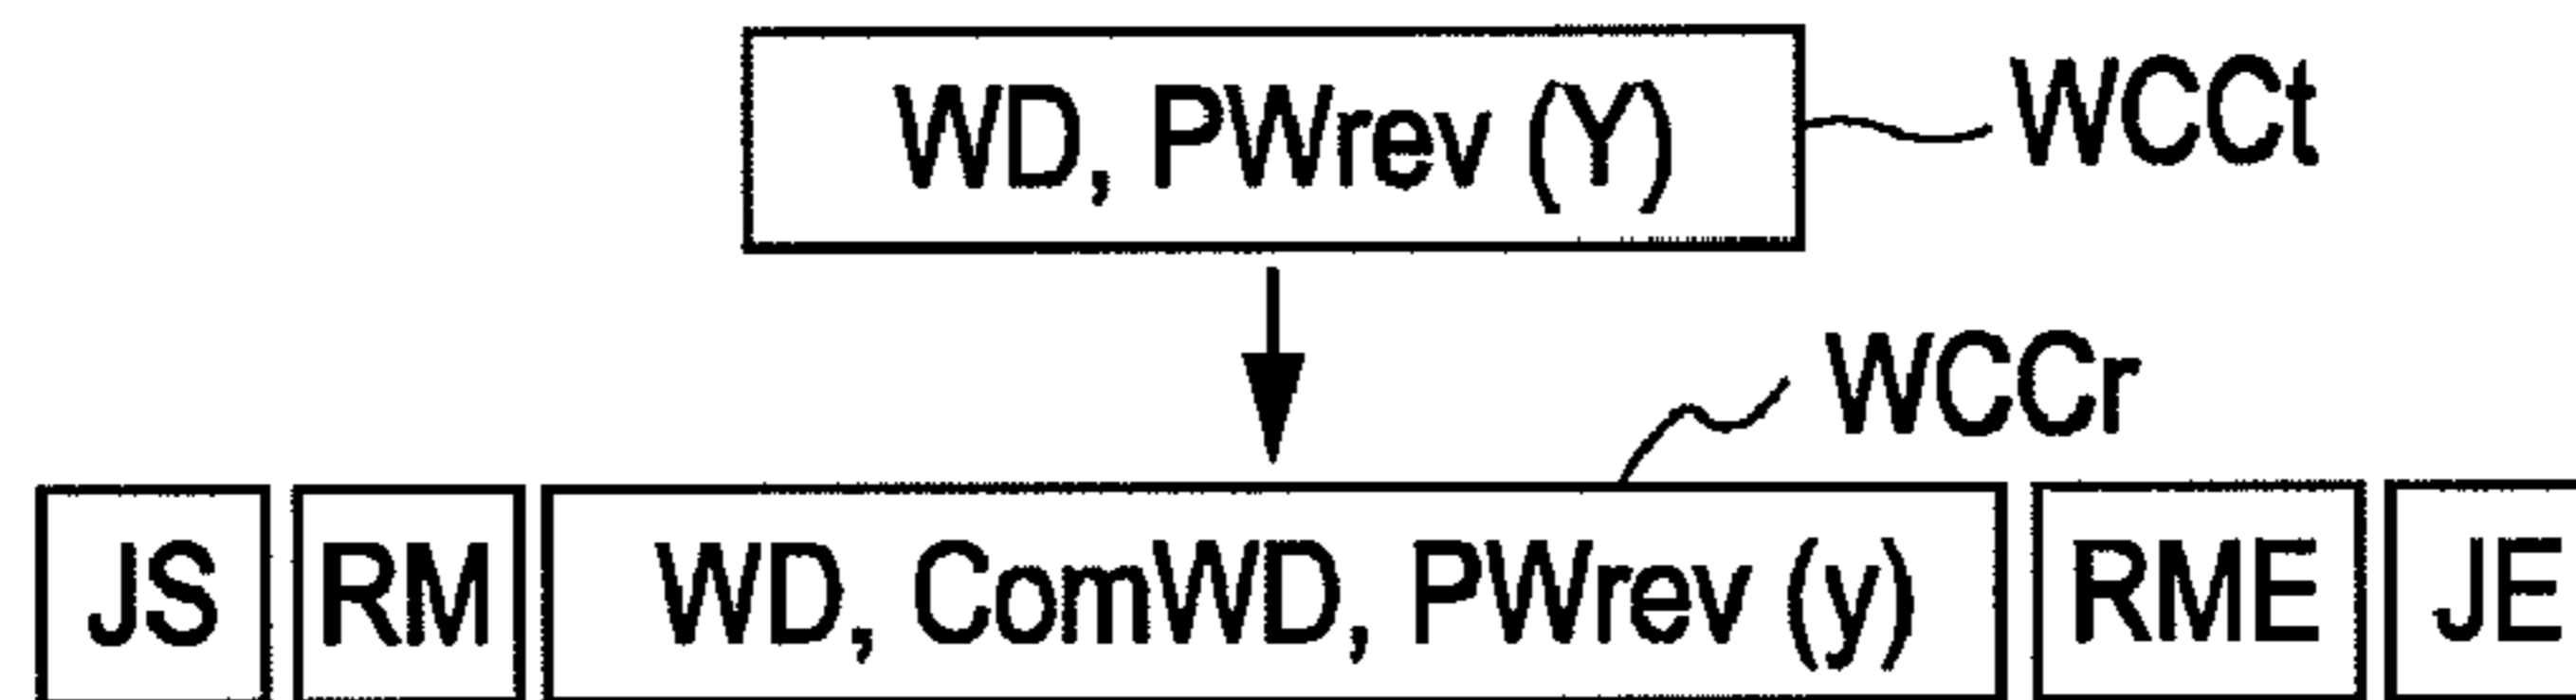 WD, PWrev (Y) WCCt
WCCr
JS RM WD, ComWD, PWrev (y) RME JE